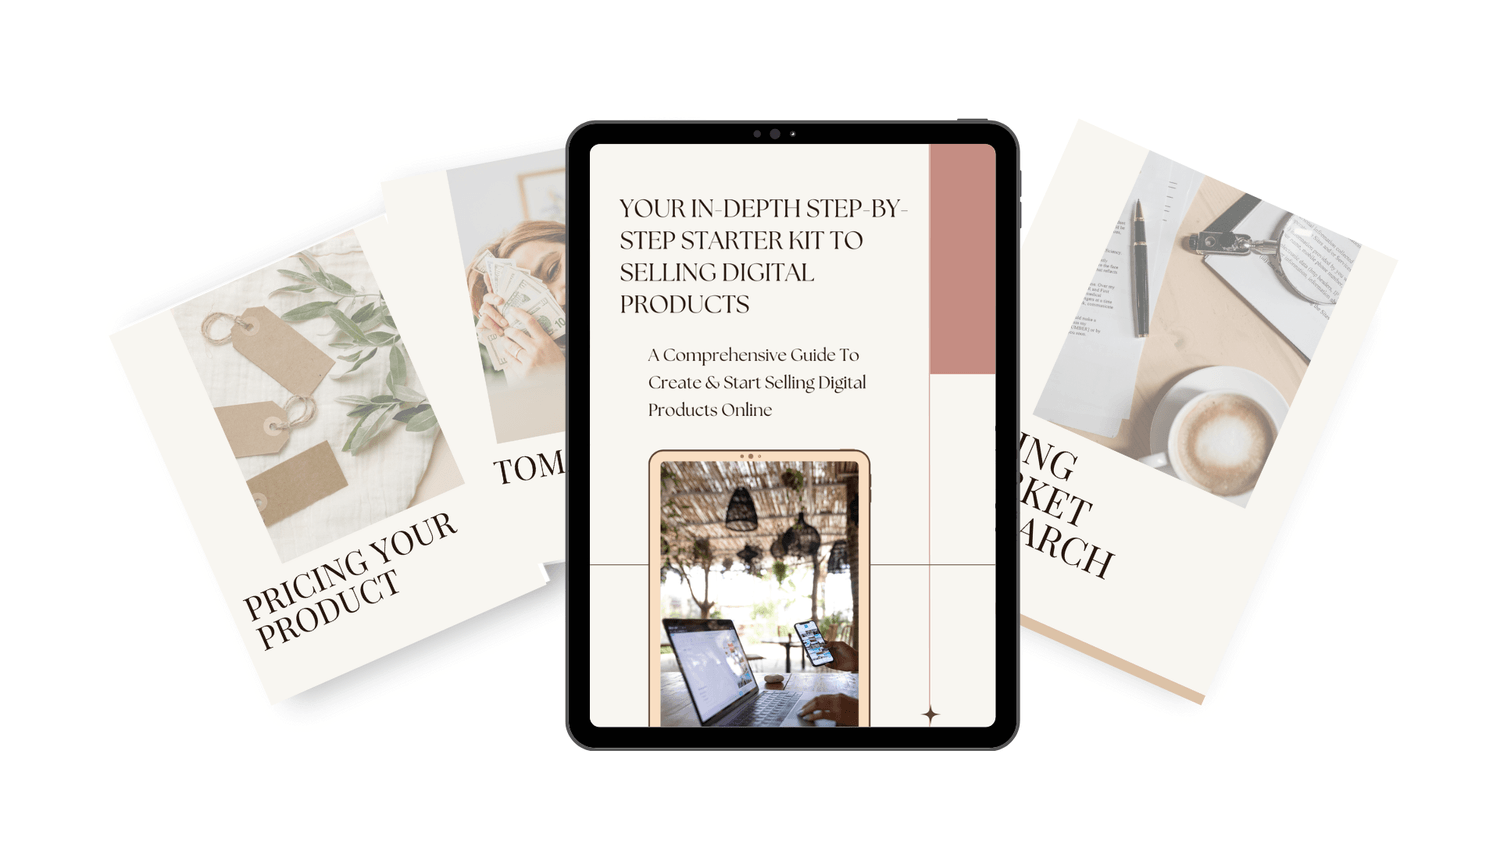 PRICING YOUR
PRODUCT
TOM
YOUR IN-DEPTH STEP-BY-
STEP STARTER KIT TO
SELLING DIGITAL
PRODUCTS
A Comprehensive Guide To
Create & Start Selling Digital
Products Online
ING
KET
ARCH